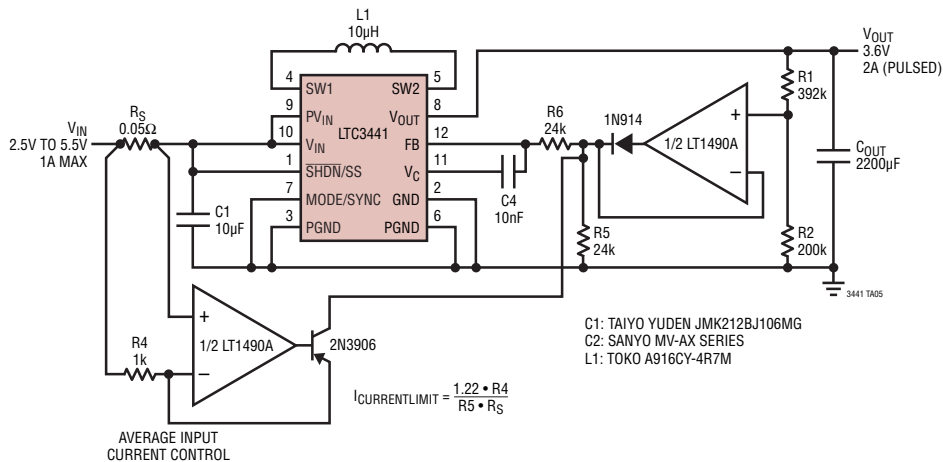 L1
10µH
4
SW1
5
SW2
9
PVIN
8
VOUT
LTC3441
10
VIN
12
FB
1
SHDN/SS
11
VC
7
MODE/SYNC
2
GND
3
PGND
6
PGND
VIN
2.5V TO 5.5V
1A MAX
RS
0.05Ω
C1
10µF
R6
24k
C4
10nF
R5
24k
1N914
1/2 LT1490A
+
–
VOUT
3.6V
2A (PULSED)
R1
392k
R2
200k
COUT
2200µF
3441 TA05
R4
1k
+
–
1/2 LT1490A
2N3906
AVERAGE INPUT
CURRENT CONTROL
ICURRENTLIMIT = 1.22 • R4
R5 • RS
C1: TAIYO YUDEN JMK212BJ106MG
C2: SANYO MV-AX SERIES
L1: TOKO A916CY-4R7M